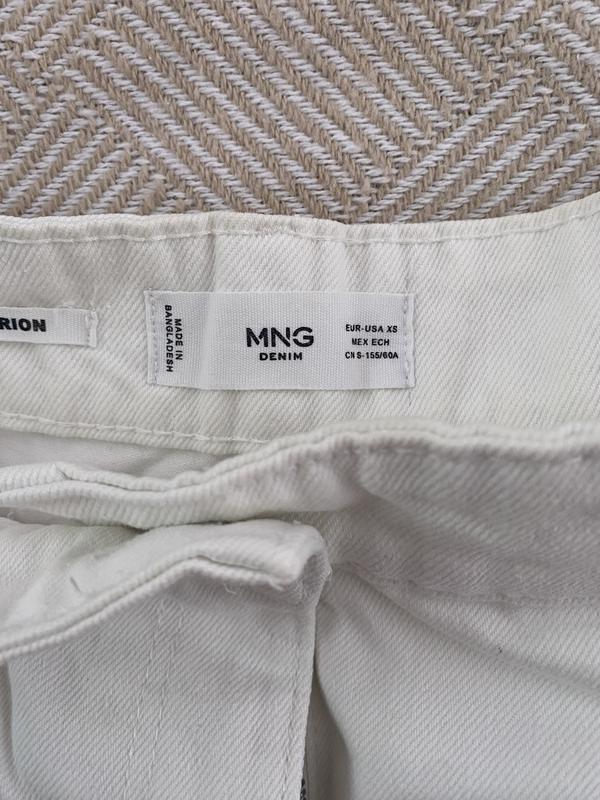 RION
MADE IN
BANGLADESH
MNG
DENIM
EUR-USA XS
MEX ECH
CN S-155/60A